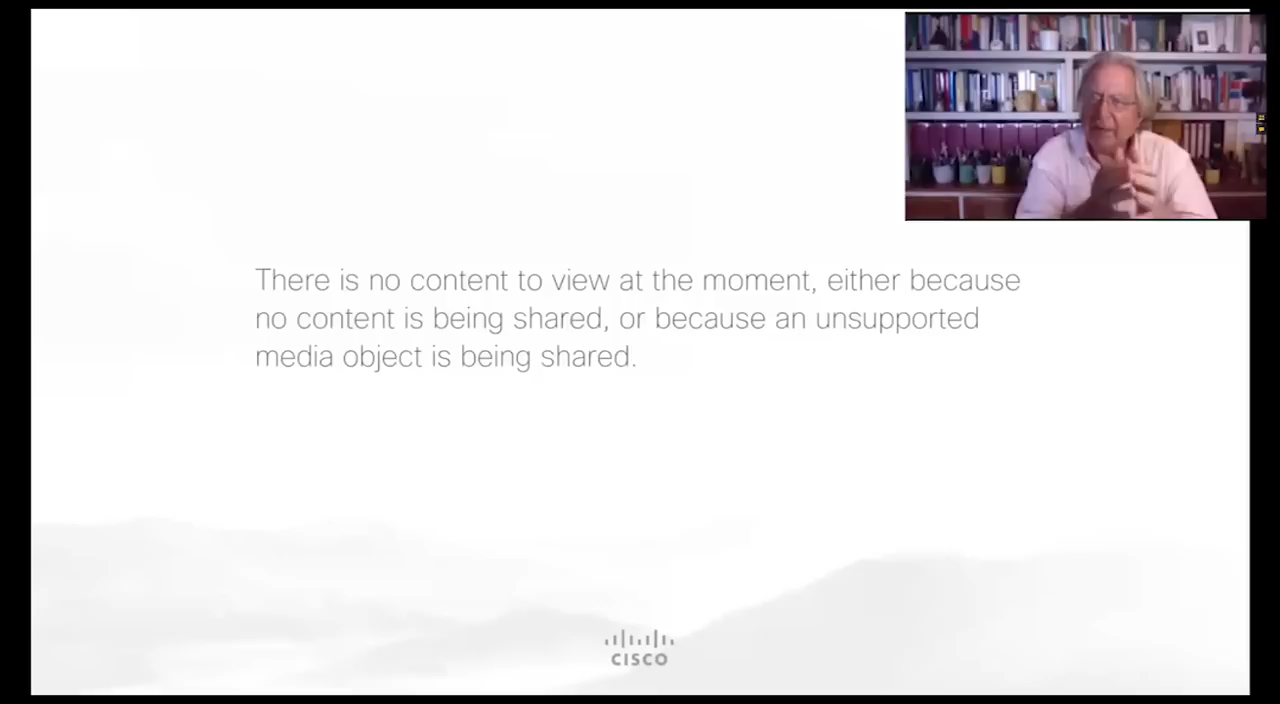 There is no content to view at the moment, either because
no content is being shared, or because an unsupported
media object is being shared.
CISCO